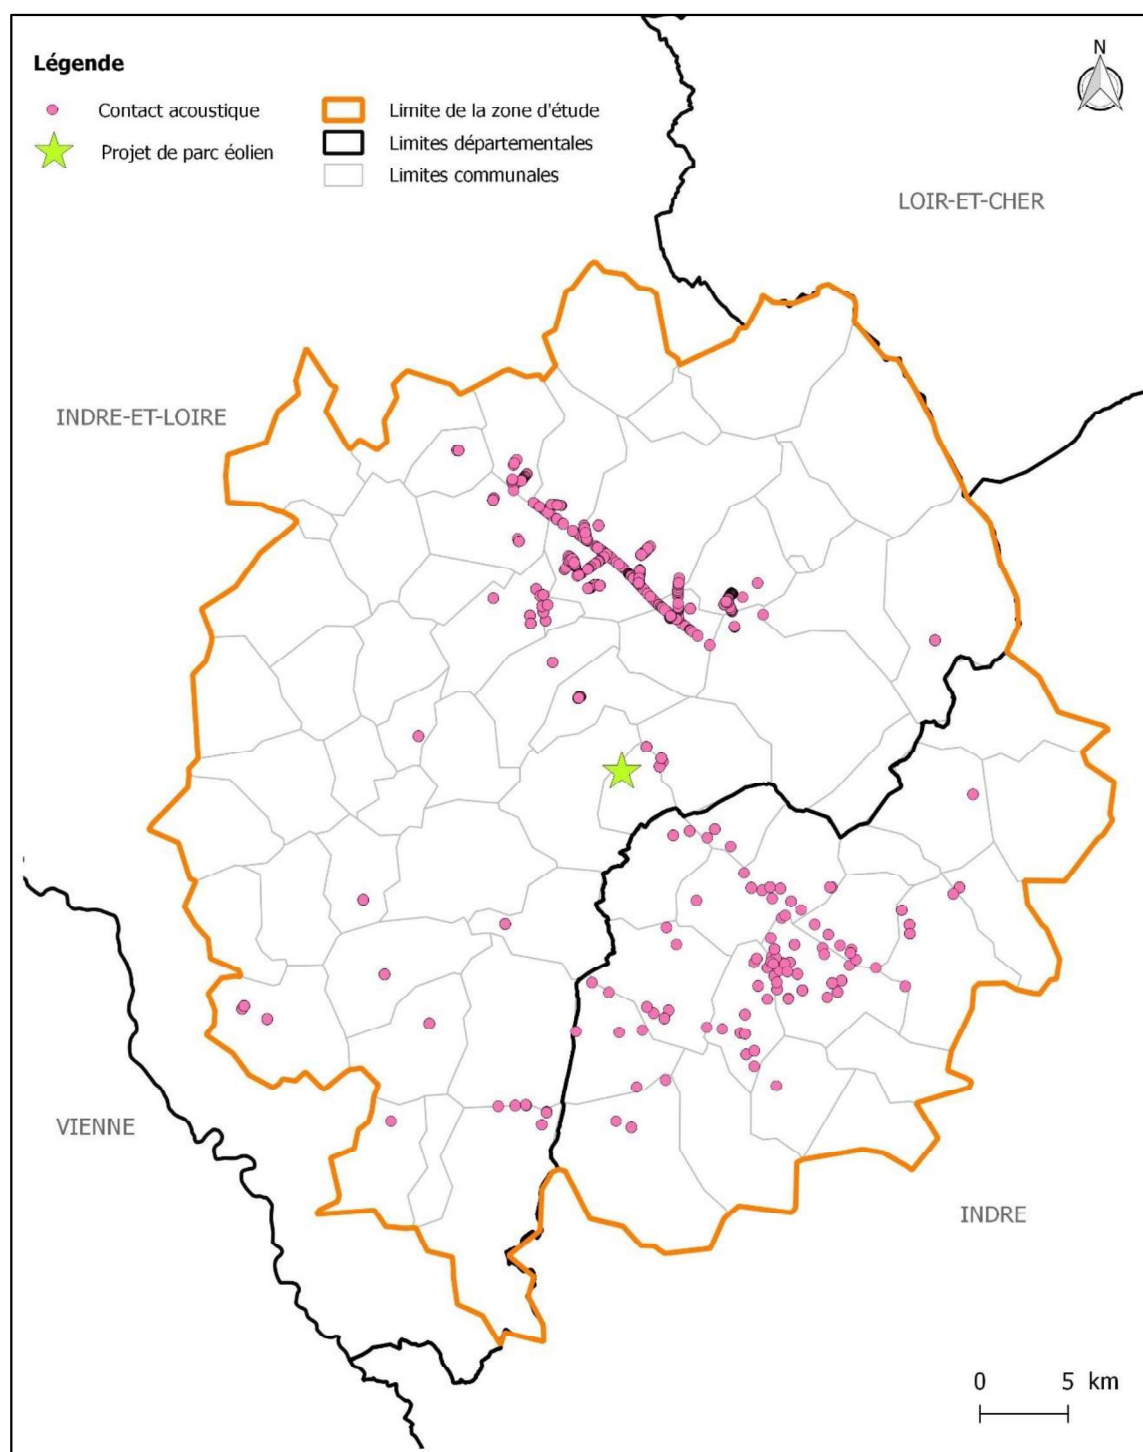 Légende
Contact acoustique
Projet de parc éolien
Limite de la zone d'étude
Limites départementales
Limites communales
N
LOIR-ET-CHER
INDRE-ET-LOIRE
VIENNE
INDRE
0 5 km